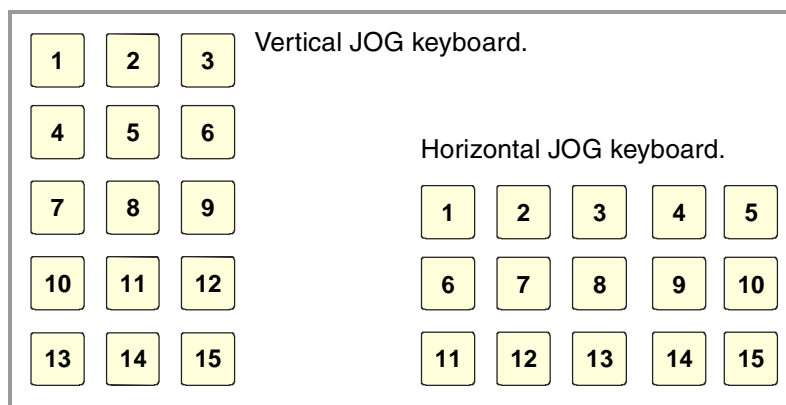 Vertical JOG keyboard.
1 2 3
4 5 6
7 8 9
10 11 12
13 14 15
Horizontal JOG keyboard.
1 2 3 4 5
6 7 8 9 10
11 12 13 14 15